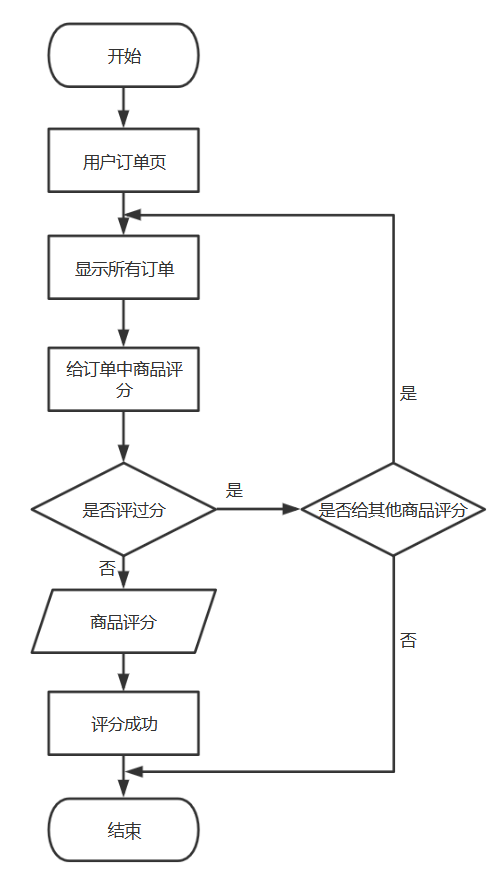 开始
用户订单页
显示所有订单
给订单中商品评
分
是
是否评过分
是
是否给其他商品评分
否
商品评分
否
评分成功
结束